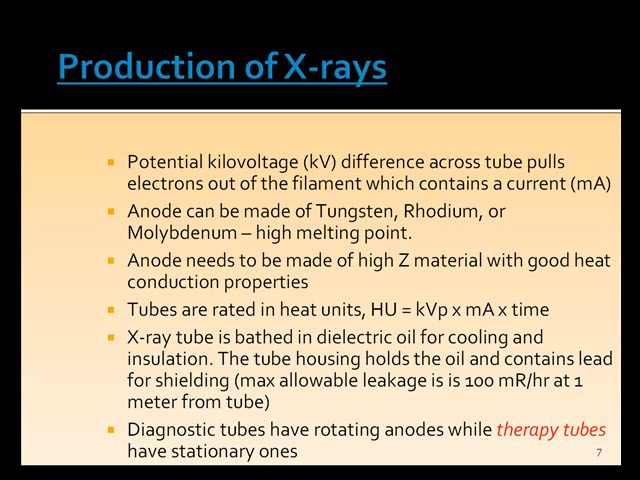 Production of X-rays
Potential kilovoltage (kV) difference across tube pulls
electrons out of the filament which contains a current (mA)
Anode can be made of Tungsten, Rhodium, or
Molybdenum – high melting point.
Anode needs to be made of high Z material with good heat
conduction properties
Tubes are rated in heat units, HU = kVp x mA x time
X-ray tube is bathed in dielectric oil for cooling and
insulation. The tube housing holds the oil and contains lead
for shielding (max allowable leakage is is 100 mR/hr at 1
meter from tube)
Diagnostic tubes have rotating anodes while therapy tubes
have stationary ones
7